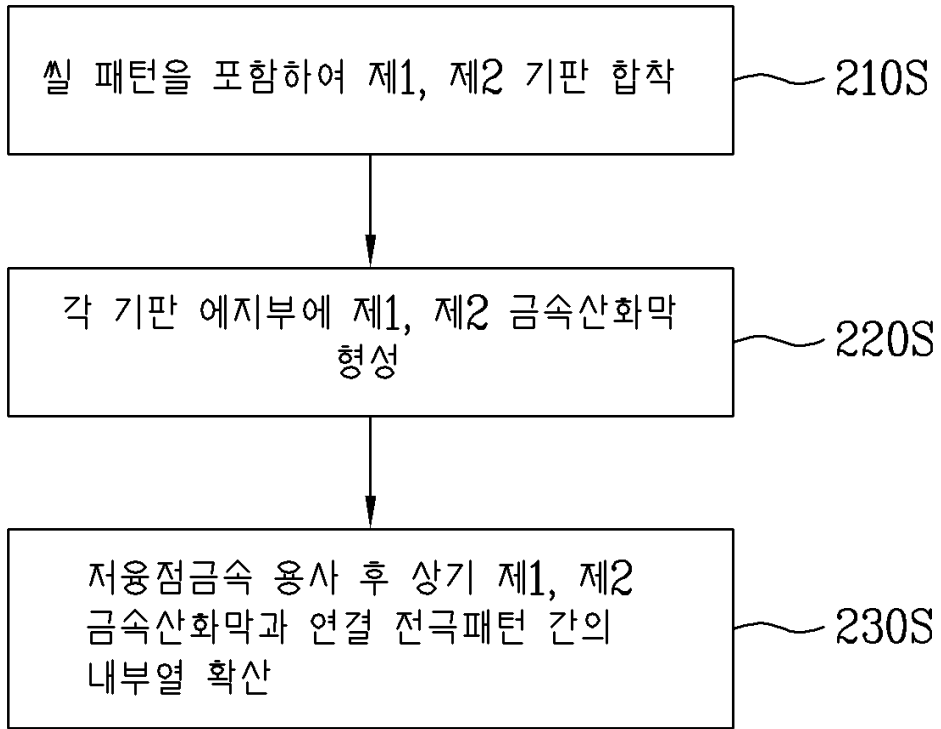 씰 패턴을 포함하여 제1, 제2 기판 합착
210S
각 기판 에지부에 제1, 제2 금속산화막
형성
220S
저융점금속 용사 후 상기 제1, 제2
금속산화막과 연결 전극패턴 간의
내부열 확산
230S